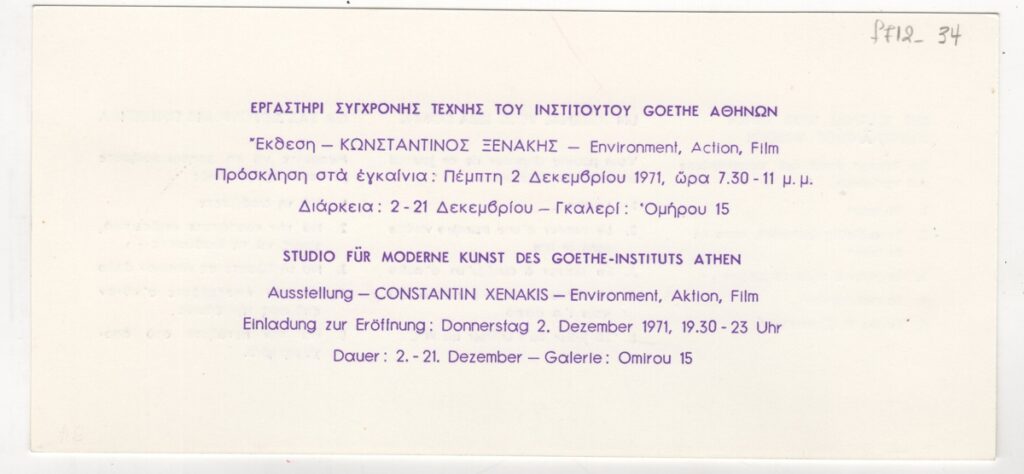 ΕΡΓΑΣΤΗΡΙ ΣΥΓΧΡΟΝΗΣ ΤΕΧΝΗΣ ΤΟΥ ΙΝΣΤΙΤΟΥΤΟΥ GOETHE ΑΘΗΝΩΝ
Ἔκθεση – ΚΩΝΣΤΑΝΤΙΝΟΣ ΞΕΝΑΚΗΣ – Environment, Action, Film
Πρόσκληση στὰ ἐγκαίνια: Πέμπτη 2 Δεκεμβρίου 1971, ὥρα 7.30-11 μ.μ.
Διάρκεια: 2-21 Δεκεμβρίου – Γκαλερί: Ὁμήρου 15
STUDIO FÜR MODERNE KUNST DES GOETHE-INSTITUTS ATHEN
Ausstellung – CONSTANTIN XENAKIS – Environment, Aktion, Film
Einladung zur Eröffnung: Donnerstag 2. Dezember 1971, 19.30-23 Uhr
Dauer: 2.-21. Dezember – Galerie: Omirou 15